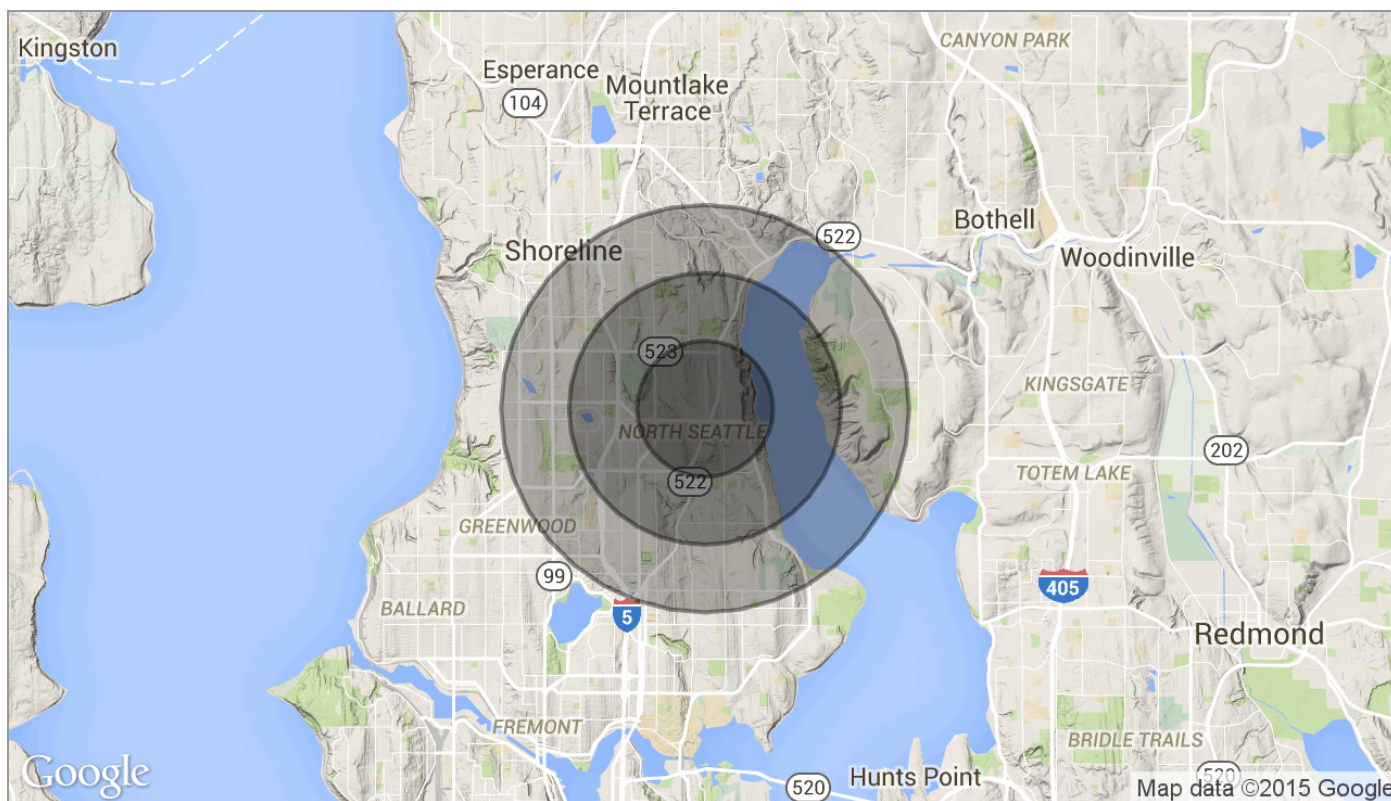 Kingston
CANYON PARK
Esperance
104
Mountlake
Terrace
Bothell
522
Shoreline
Woodinville
523
KINGSGATE
NORTH SEATTLE
202
TOTEM LAKE
522
GREENWOOD
99
405
BALLARD
5
Redmond
FREMONT
BRIDLE TRAILS
Google
520
Hunts Point
520
Map data ©2015 Google